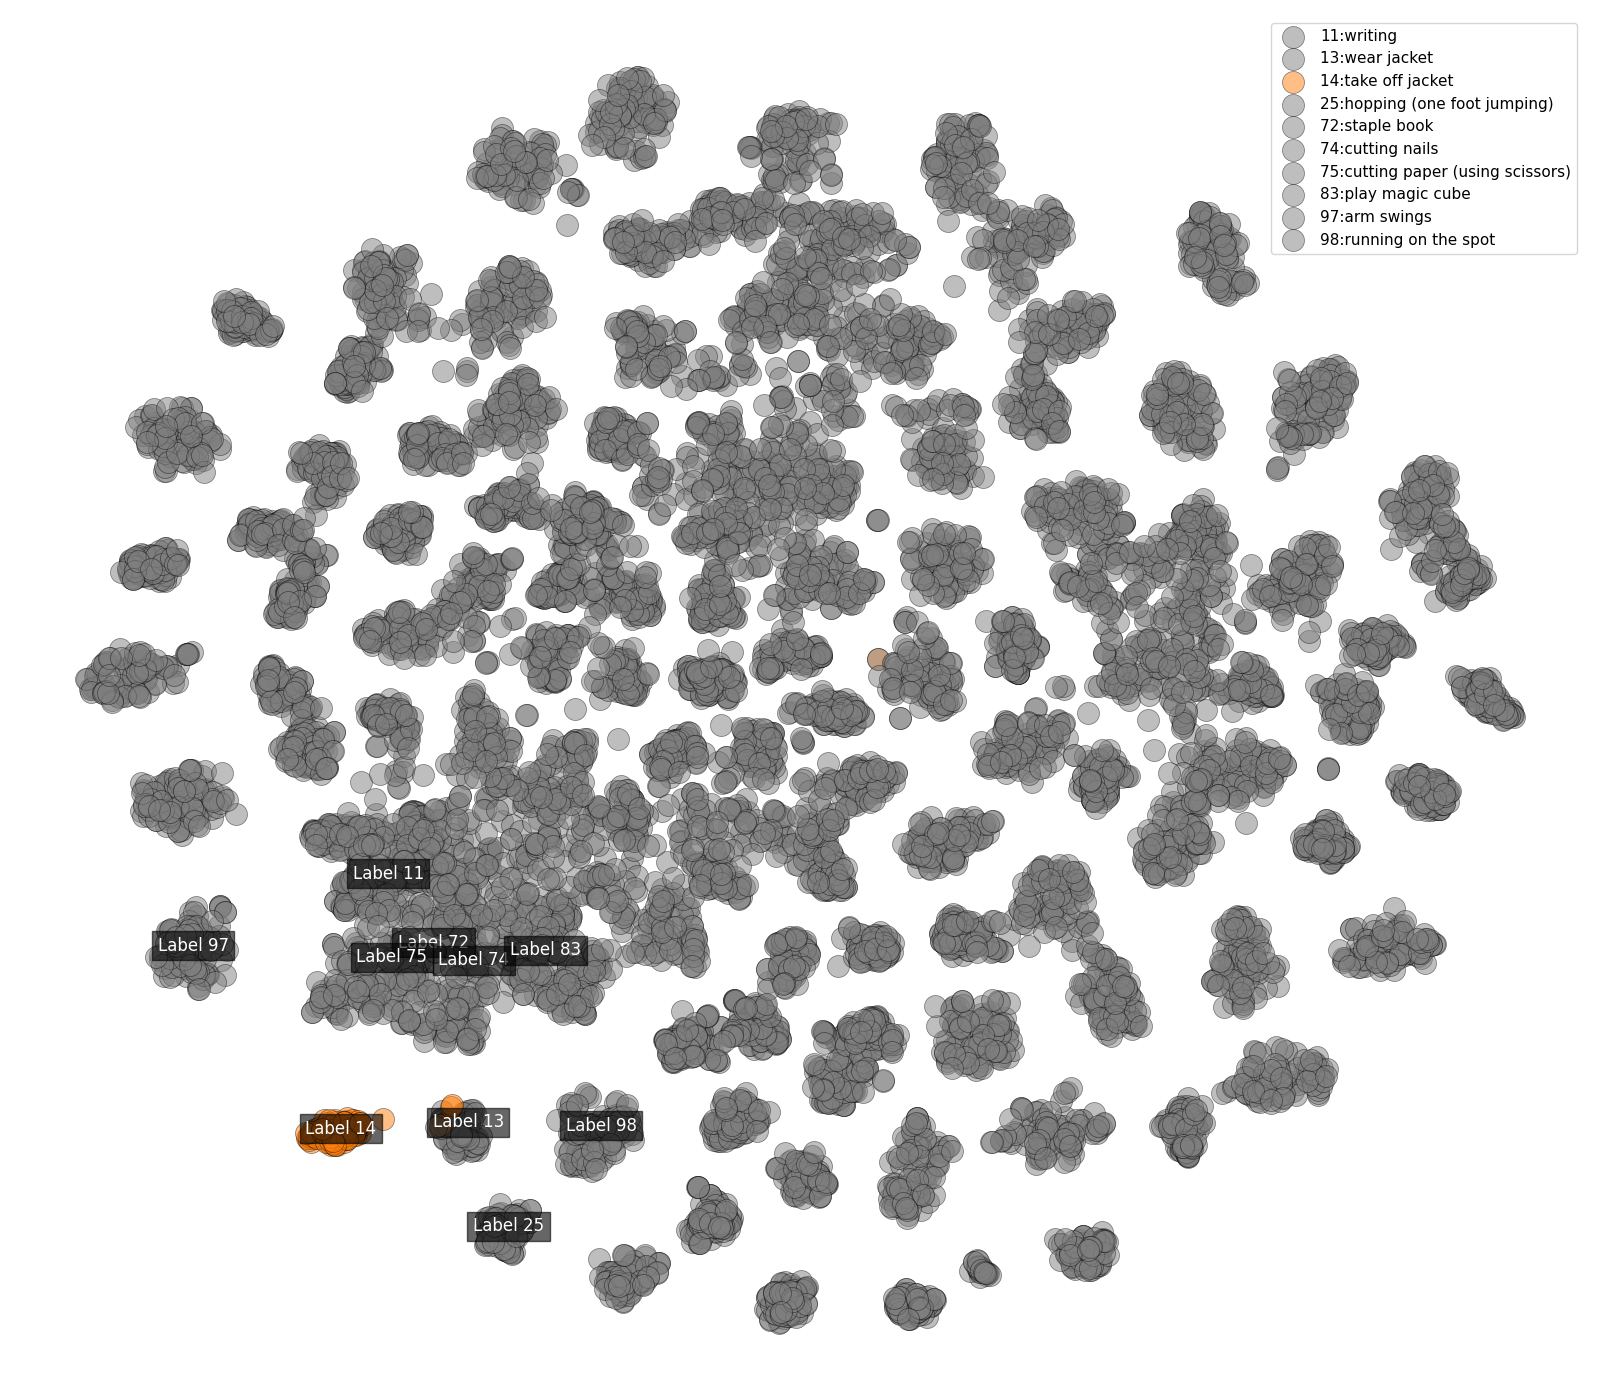 11:writing
13:wear jacket
14:take off jacket
25:hopping (one foot jumping)
72:staple book
74:cutting nails
75:cutting paper (using scissors)
83:play magic cube
97:arm swings
98:running on the spot
Label 11
Label 97
Label 72
Label 75
Label 74
Label 83
Label 14
Label 13
Label 98
Label 25